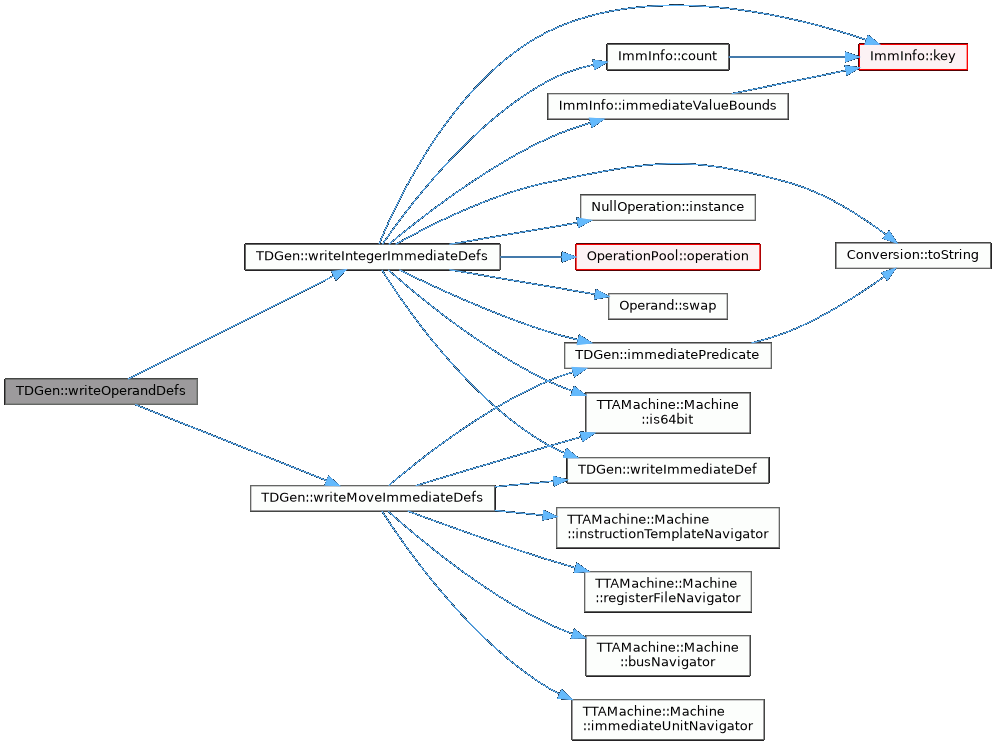 ImmInfo::count
ImmInfo::key
ImmInfo::immediateValueBounds
NullOperation::instance
TDGen::writeIntegerImmediateDefs
OperationPool::operation
Conversion::toString
Operand::swap
TDGen::immediatePredicate
TDGen::writeOperandDefs
TTAMachine::Machine
::is64bit
TDGen::writeImmediateDef
TDGen::writeMoveImmediateDefs
TTAMachine::Machine
::instructionTemplateNavigator
TTAMachine::Machine
::registerFileNavigator
TTAMachine::Machine
::busNavigator
TTAMachine::Machine
::immediateUnitNavigator